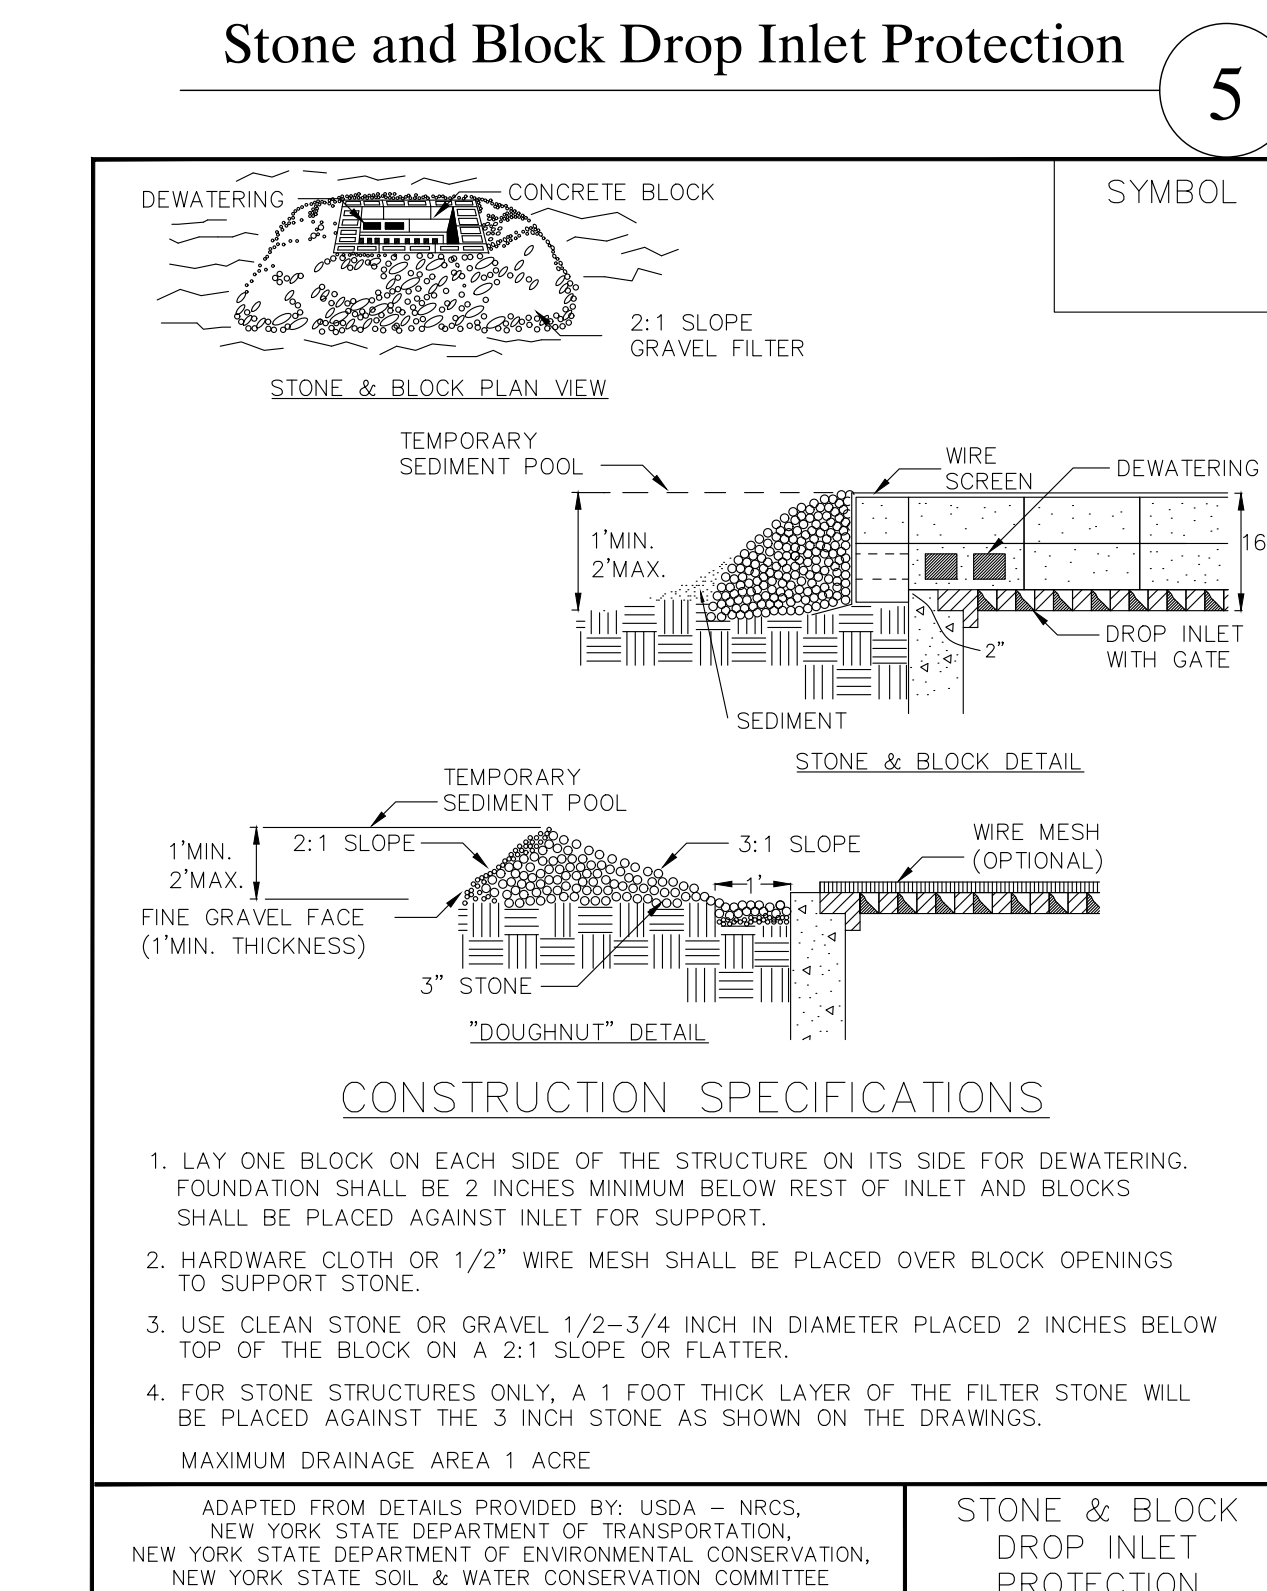 Stone and Block Drop Inlet Protection
5
SYMBOL
DEWATERING
CONCRETE BLOCK
2:1 SLOPE
GRAVEL FILTER
STONE & BLOCK PLAN VIEW
TEMPORARY
SEDIMENT POOL
WIRE
SCREEN
DEWATERING
1'MIN.
2'MAX.
16
DROP INLET
WITH GATE
2"
SEDIMENT
STONE & BLOCK DETAIL
TEMPORARY
SEDIMENT POOL
1'MIN.
2'MAX.
2:1 SLOPE
3:1 SLOPE
WIRE MESH
(OPTIONAL)
1'
FINE GRAVEL FACE
(1'MIN. THICKNESS)
3" STONE
"DOUGHNUT" DETAIL
CONSTRUCTION SPECIFICATIONS
1. LAY ONE BLOCK ON EACH SIDE OF THE STRUCTURE ON ITS SIDE FOR DEWATERING.
FOUNDATION SHALL BE 2 INCHES MINIMUM BELOW REST OF INLET AND BLOCKS
SHALL BE PLACED AGAINST INLET FOR SUPPORT.
2. HARDWARE CLOTH OR 1/2" WIRE MESH SHALL BE PLACED OVER BLOCK OPENINGS
TO SUPPORT STONE.
3. USE CLEAN STONE OR GRAVEL 1/2-3/4 INCH IN DIAMETER PLACED 2 INCHES BELOW
TOP OF THE BLOCK ON A 2:1 SLOPE OR FLATTER.
4. FOR STONE STRUCTURES ONLY, A 1 FOOT THICK LAYER OF THE FILTER STONE WILL
BE PLACED AGAINST THE 3 INCH STONE AS SHOWN ON THE DRAWINGS.
MAXIMUM DRAINAGE AREA 1 ACRE
ADAPTED FROM DETAILS PROVIDED BY: USDA - NRCS,
NEW YORK STATE DEPARTMENT OF TRANSPORTATION,
NEW YORK STATE DEPARTMENT OF ENVIRONMENTAL CONSERVATION,
NEW YORK STATE SOIL & WATER CONSERVATION COMMITTEE
STONE & BLOCK
DROP INLET
PROTECTION